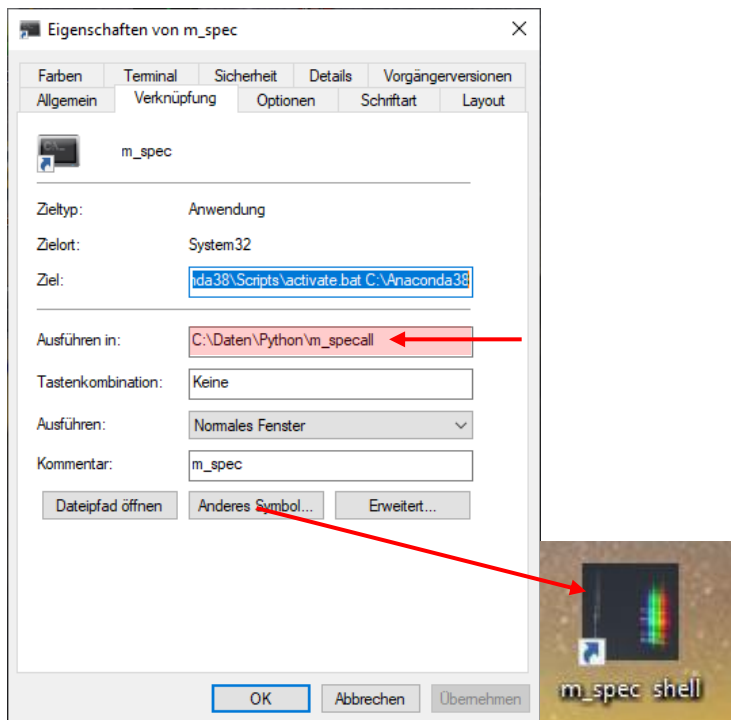 Eigenschaften von m_spec
Farben Terminal Sicherheit Details Vorgängerversionen
Allgemein Verknüpfung Optionen Schriftart Layout
m_spec
Zieltyp: Anwendung
Zielort: System32
Ziel: nda38\Scripts\activate.bat C:\Anaconda38
Ausführen in: C:\Daten\Python\m_specall
Tastenkombination: Keine
Ausführen: Normales Fenster
Kommentar: m_spec
Dateipfad öffnen Anderes Symbol... Erweitert...
OK Abbrechen Übernehmen
m_spec shell